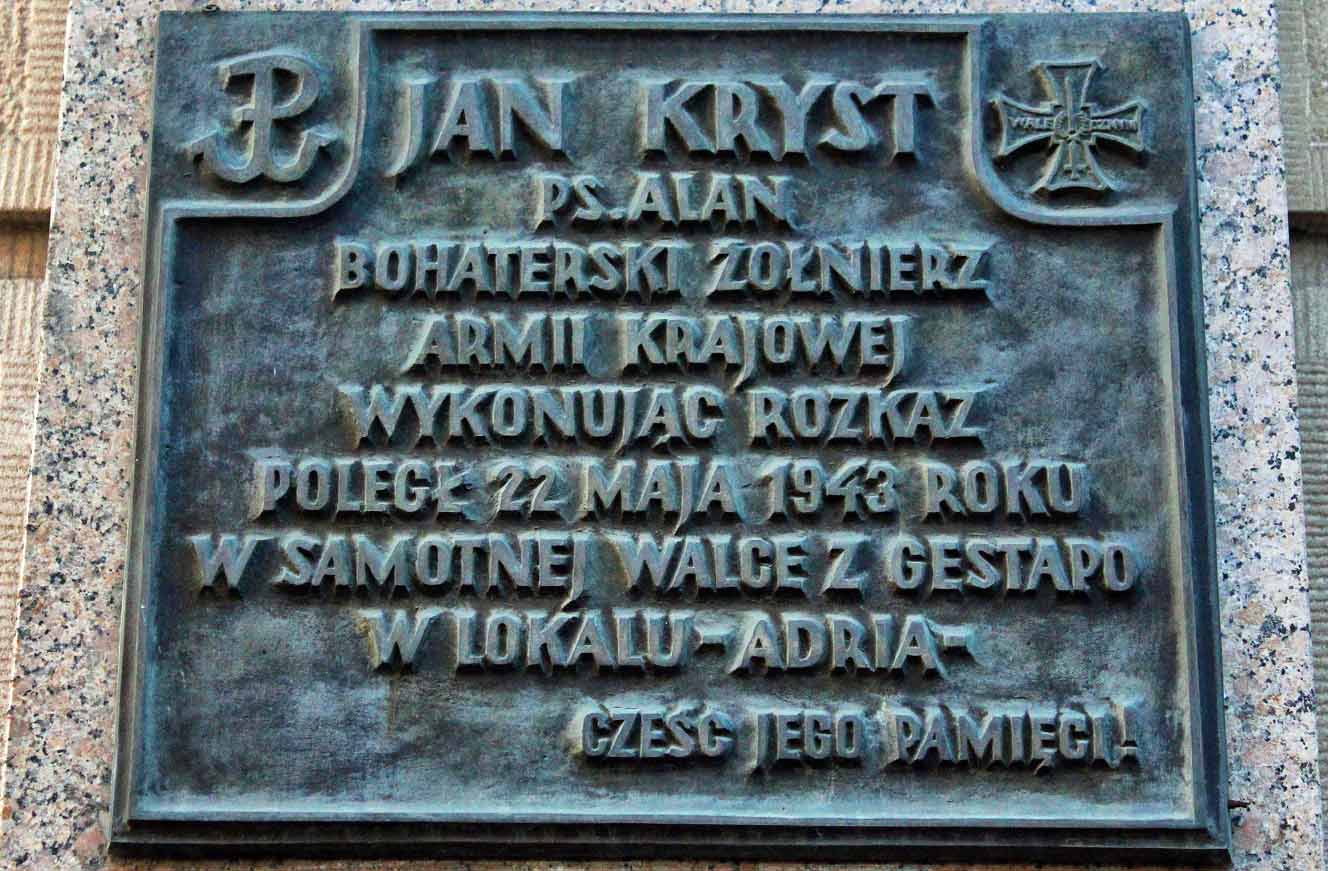 JAN KRYST
PS. ALAN
BOHATERSKI ŻOŁNIERZ
ARMII KRAJOWEJ
WYKONUJĄC ROZKAZ
POLEGŁ 22 MAJA 1943 ROKU
W SAMOTNEJ WALCE Z GESTAPO
W LOKALU - ADRIA -
CZEŚĆ JEGO PAMIĘCI!